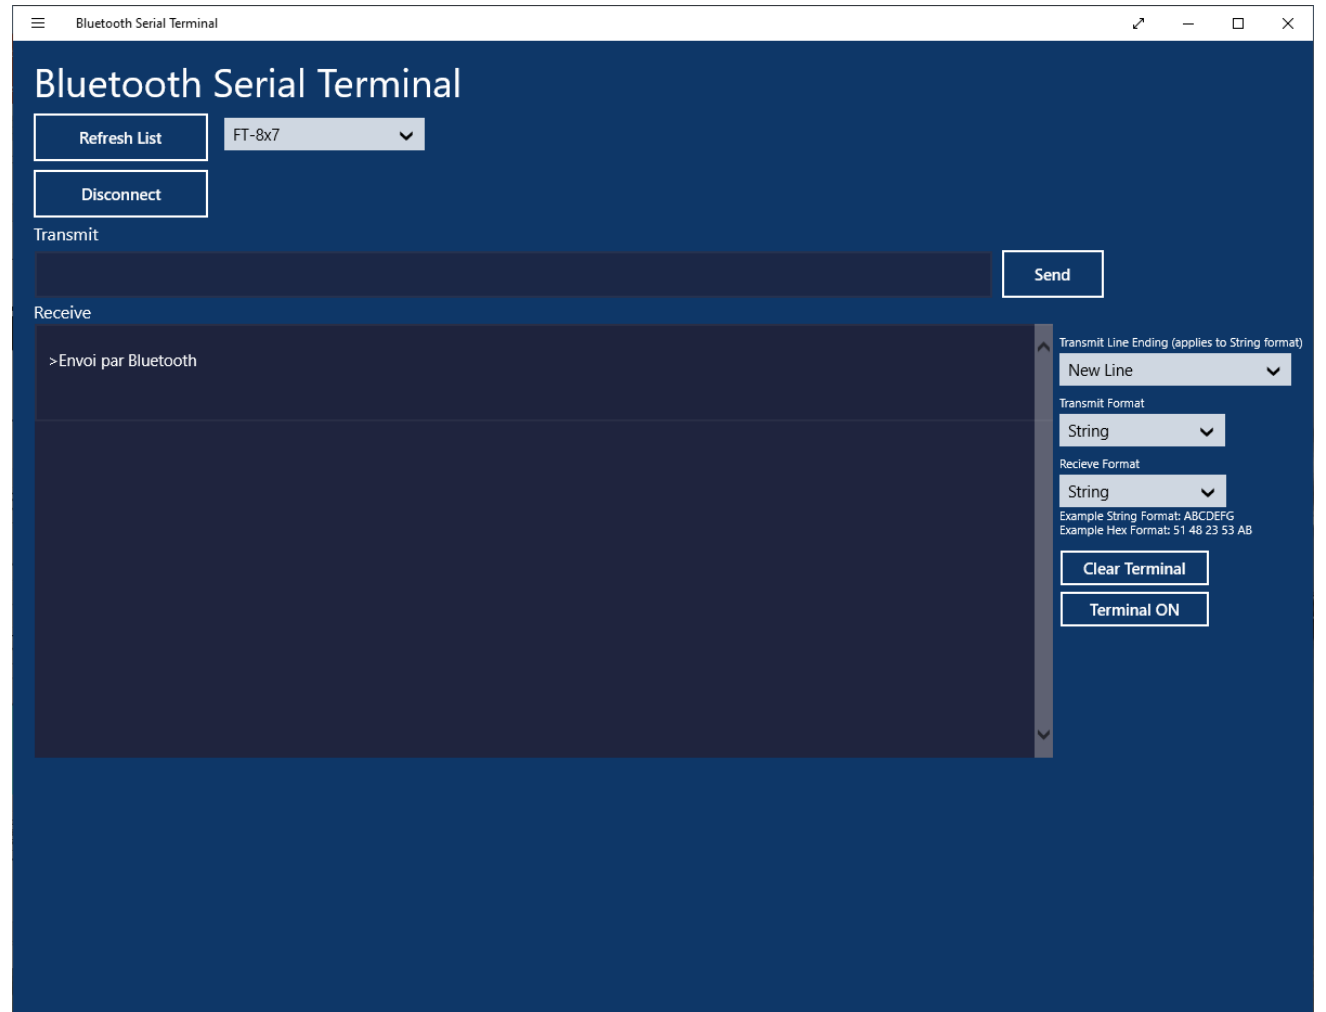 Bluetooth Serial Terminal
Bluetooth Serial Terminal
Refresh List
FT-8x7
Disconnect
Transmit
Send
Receive
>Envoi par Bluetooth
Transmit Line Ending (applies to String format)
New Line
Transmit Format
String
Recieve Format
String
Example String Format: ABCDEFG
Example Hex Format: 51 48 23 53 AB
Clear Terminal
Terminal ON